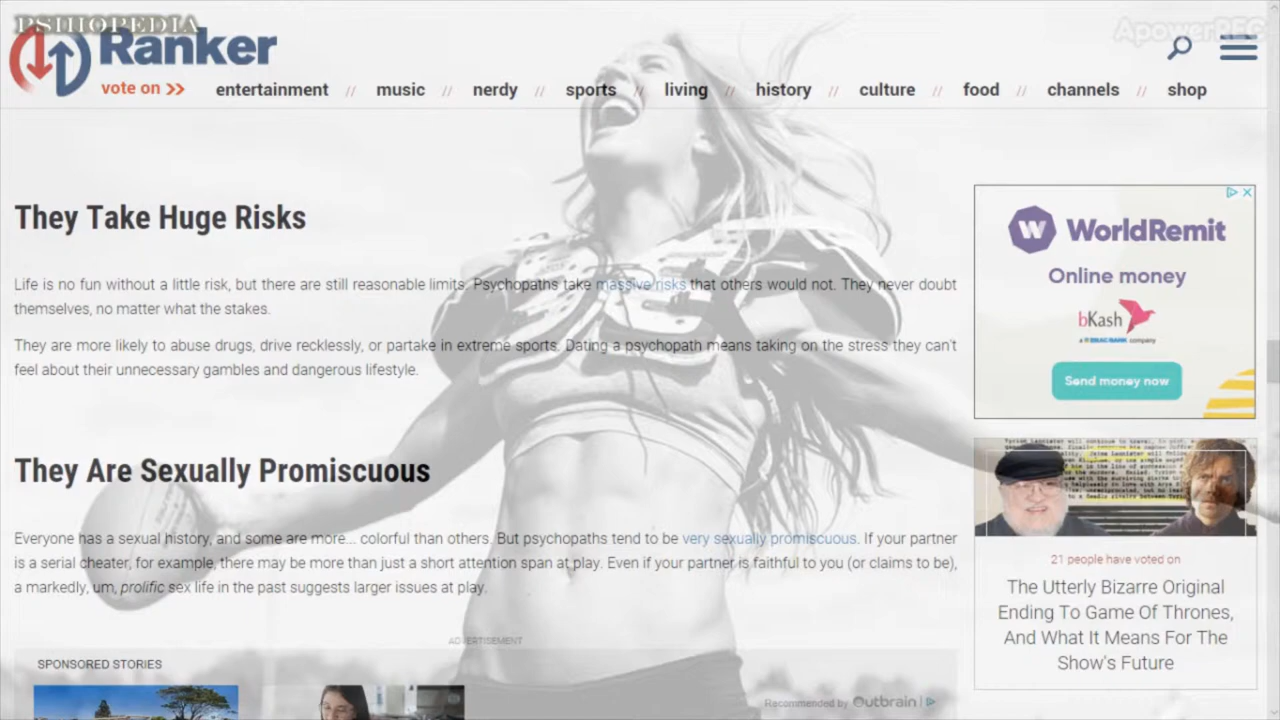 PSIHOPEDIA
ApowerREC
Ranker
vote on >>
entertainment // music // nerdy // sports // living // history // culture // food // channels // shop
They Take Huge Risks
Life is no fun without a little risk, but there are still reasonable limits. Psychopaths take massive risks that others would not. They never doubt
themselves, no matter what the stakes.
They are more likely to abuse drugs, drive recklessly, or partake in extreme sports. Dating a psychopath means taking on the stress they can't
feel about their unnecessary gambles and dangerous lifestyle.
They Are Sexually Promiscuous
Everyone has a sexual history, and some are more... colorful then others. But psychopaths tend to be very sexually promiscuous. If your partner
is a serial cheater, for example, there may be more than just a short attention span at play. Even if your partner is faithful to you (or claims to be),
a markedly, um, prolific sex life in the past suggests larger issues at play.
ADVERTISEMENT
SPONSORED STORIES
Recommended by Outbrain
WorldRemit
Online money
bKash
a BRAC BANK company
Send money now
21 people have voted on
The Utterly Bizarre Original
Ending To Game Of Thrones,
And What It Means For The
Show's Future